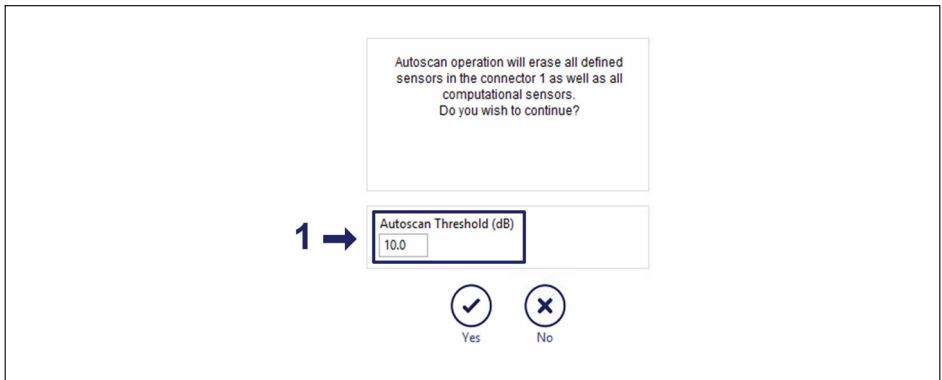 Autoscan operation will erase all defined
sensors in the connector 1 as well as all
computational sensors.
Do you wish to continue?
1
Autoscan Threshold (dB)
10.0
Yes No